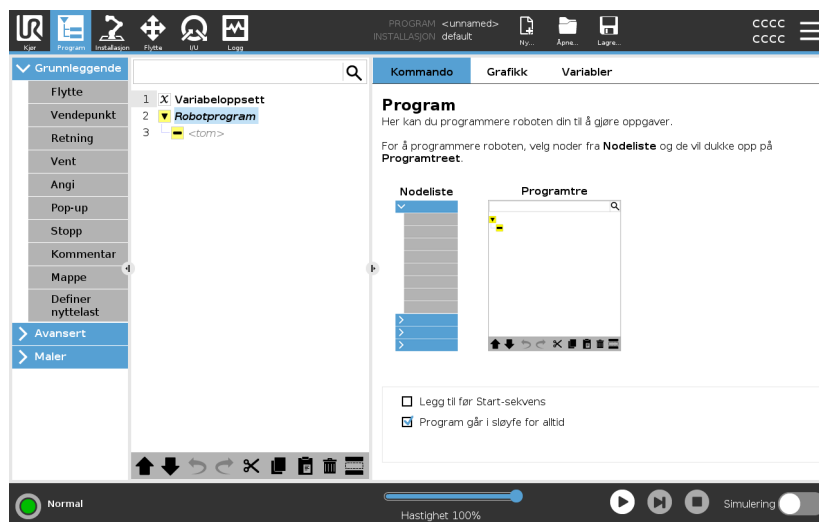 PROGRAM <unnamed>
INSTALLASJON default
Ny...
Åpne...
Lagre...
CCCC
CCCC
Kjør
Program
Installasjon
Flytte
I/U
Logg
Grunnleggende
Flytte
Vendepunkt
Retning
Vent
Angi
Pop-up
Stopp
Kommentar
Mappe
Definer
nyttelast
Avansert
Maler
1 X Variabeloppsett
2 Robotprogram
3 <tom>
Kommando
Grafikk
Variabler
Program
Her kan du programmere roboten din til å gjøre oppgaver.
For å programmere roboten, velg noder fra Nodeliste og de vil dukke opp på
Programtreet.
Nodeliste
Programtre
Legg til før Start-sekvens
Program går i sløyfe for alltid
Normal
Hastighet 100%
Simulering